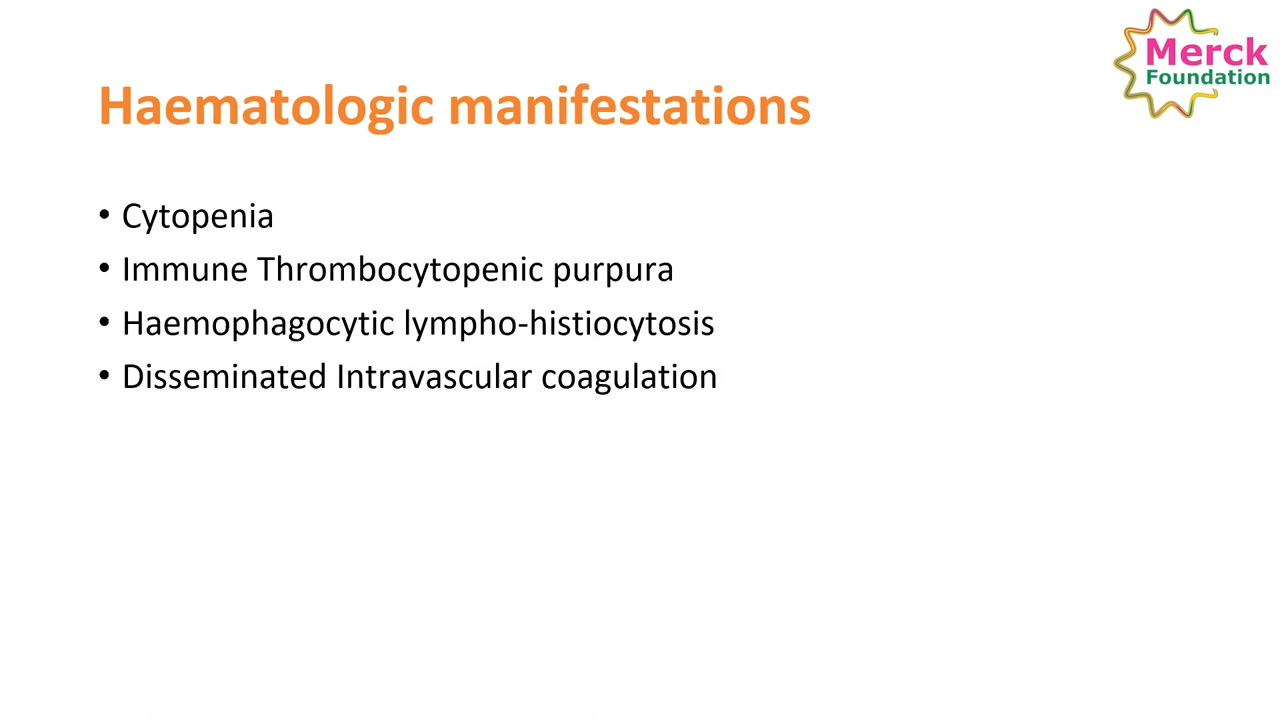 Merck
Foundation
Haematologic manifestations
• Cytopenia
• Immune Thrombocytopenic purpura
• Haemophagocytic lympho-histiocytosis
• Disseminated Intravascular coagulation